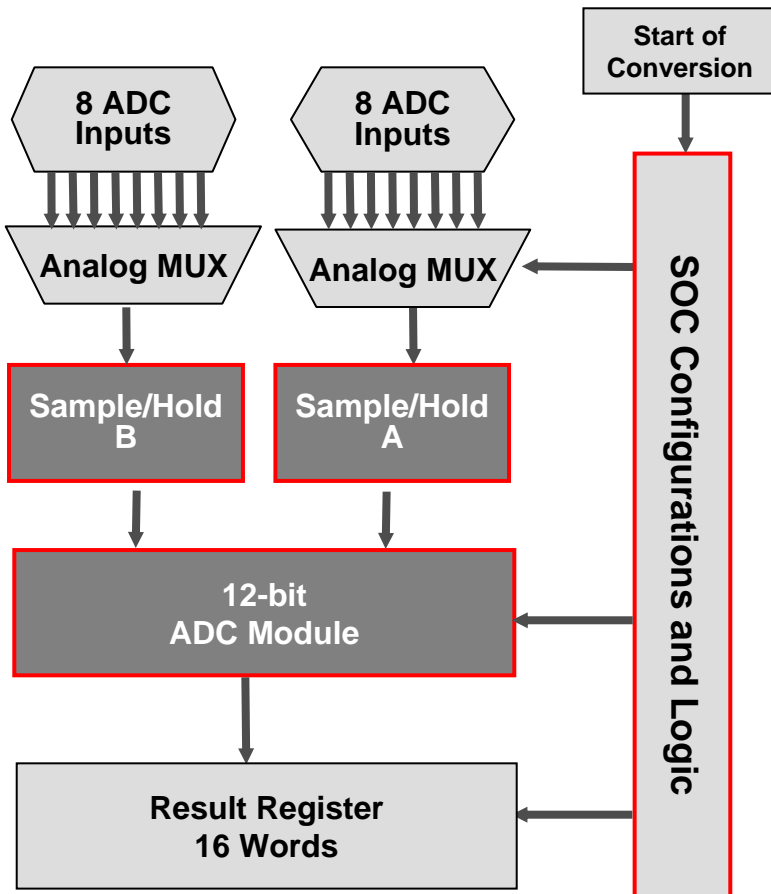 Start of
Conversion
8 ADC
Inputs
8 ADC
Inputs
Analog MUX
Analog MUX
Sample/Hold
B
Sample/Hold
A
12-bit
ADC Module
Result Register
16 Words
SOC Configurations and Logic